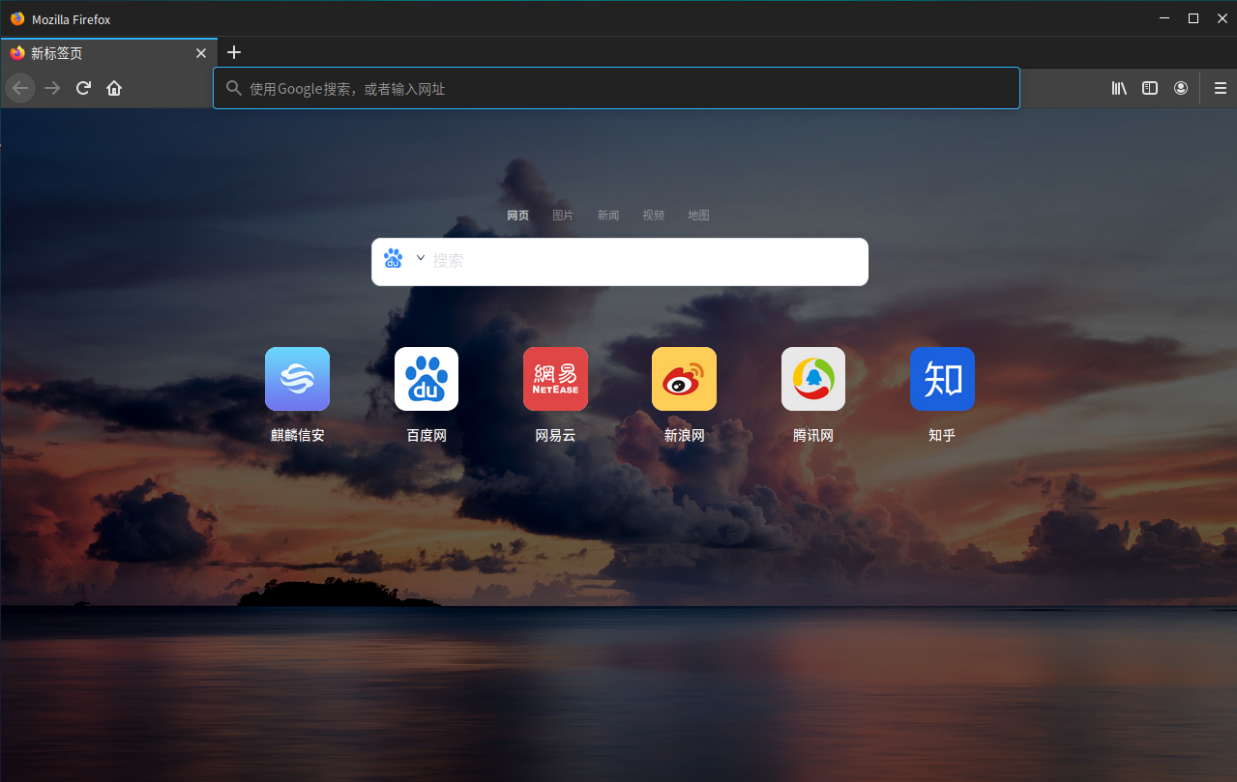 Mozilla Firefox
新标签页
使用Google搜索，或者输入网址
网页 图片 新闻 视频 地图
du 搜索
du 網易 NETEASE 知
麒麟信安 百度网 网易云 新浪网 腾讯网 知乎